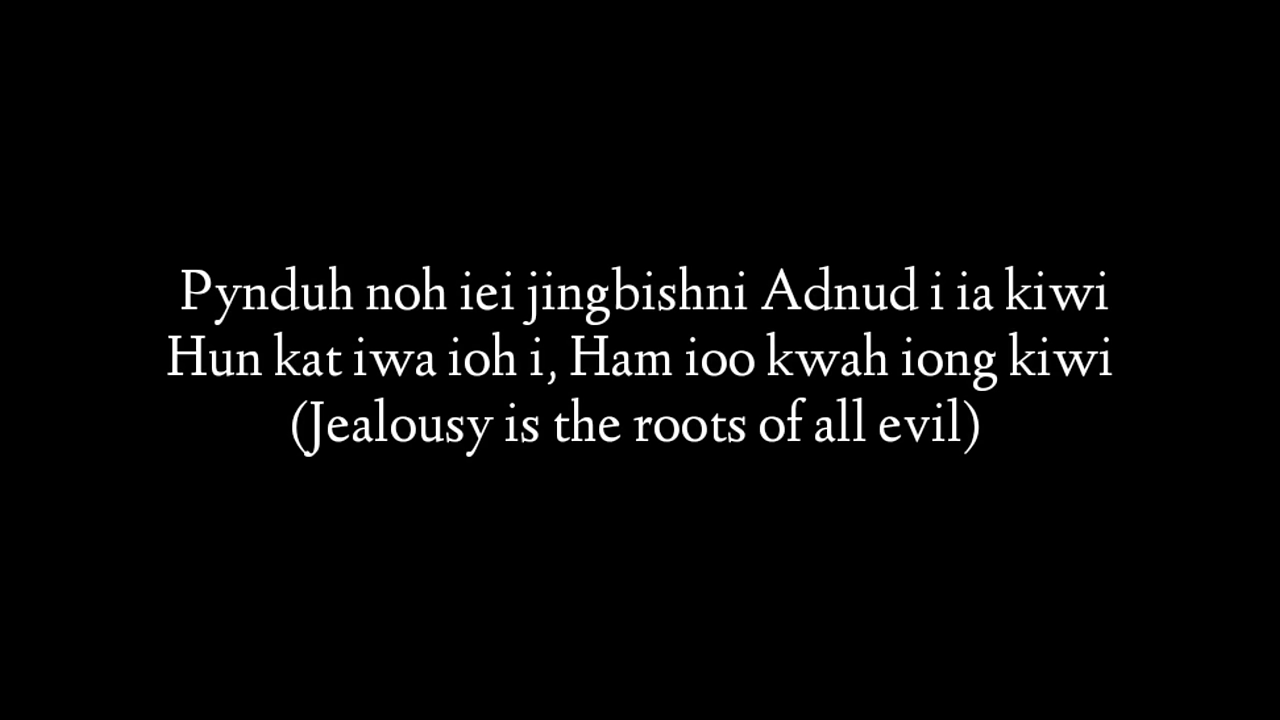 Pynduh noh iei jingbishni Adnud i ia kiwi
Hun kat iwa ioh i, Ham ioo kwah iong kiwi
(Jealousy is the roots of all evil)